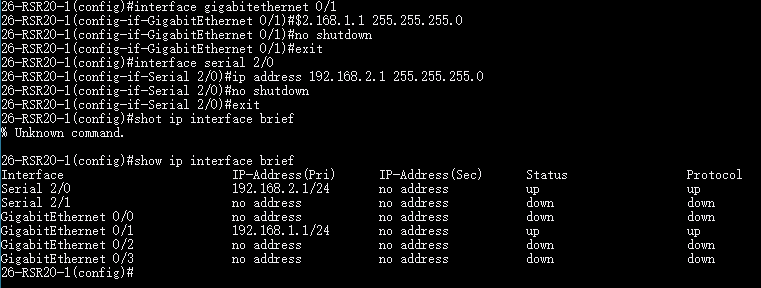 26-RSR20-1(config)#interface gigabitethernet 0/1
26-RSR20-1(config-if-GigabitEthernet 0/1)#$2.168.1.1 255.255.255.0
26-RSR20-1(config-if-GigabitEthernet 0/1)#no shutdown
26-RSR20-1(config-if-GigabitEthernet 0/1)#exit
26-RSR20-1(config)#interface serial 2/0
26-RSR20-1(config-if-Serial 2/0)#ip address 192.168.2.1 255.255.255.0
26-RSR20-1(config-if-Serial 2/0)#no shutdown
26-RSR20-1(config-if-Serial 2/0)#exit
26-RSR20-1(config)#shot ip interface brief
% Unknown command.
26-RSR20-1(config)#show ip interface brief
Interface IP-Address(Pri) IP-Address(Sec) Status Protocol
Serial 2/0 192.168.2.1/24 no address up up
Serial 2/1 no address no address down down
GigabitEthernet 0/0 no address no address down down
GigabitEthernet 0/1 192.168.1.1/24 no address up up
GigabitEthernet 0/2 no address no address down down
GigabitEthernet 0/3 no address no address down down
26-RSR20-1(config)#